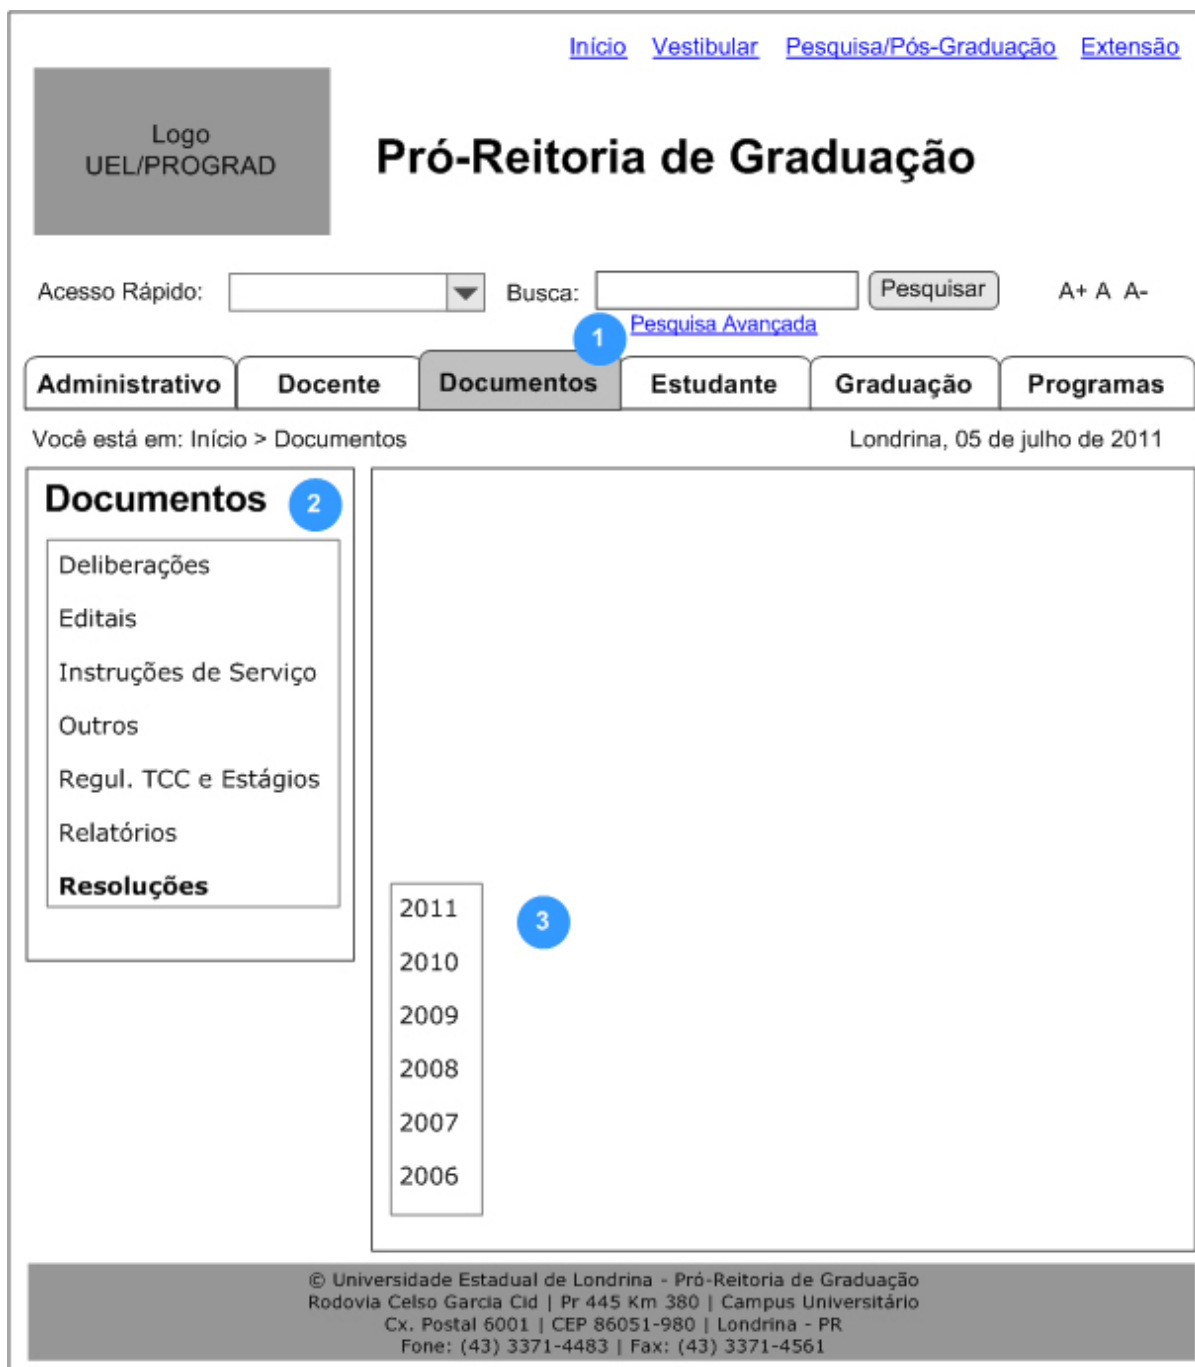 Início Vestibular Pesquisa/Pós-Graduação Extensão
Logo
UEL/PROGRAD
Pró-Reitoria de Graduação
Acesso Rápido: Busca: Pesquisar A+ A A-
Pesquisa Avançada
1
Administrativo Docente Documentos Estudante Graduação Programas
Você está em: Início > Documentos Londrina, 05 de julho de 2011
Documentos 2
Deliberações
Editais
Instruções de Serviço
Outros
Regul. TCC e Estágios
Relatórios
Resoluções
2011 3
2010
2009
2008
2007
2006
© Universidade Estadual de Londrina - Pró-Reitoria de Graduação
Rodovia Celso Garcia Cid | Pr 445 Km 380 | Campus Universitário
Cx. Postal 6001 | CEP 86051-980 | Londrina - PR
Fone: (43) 3371-4483 | Fax: (43) 3371-4561